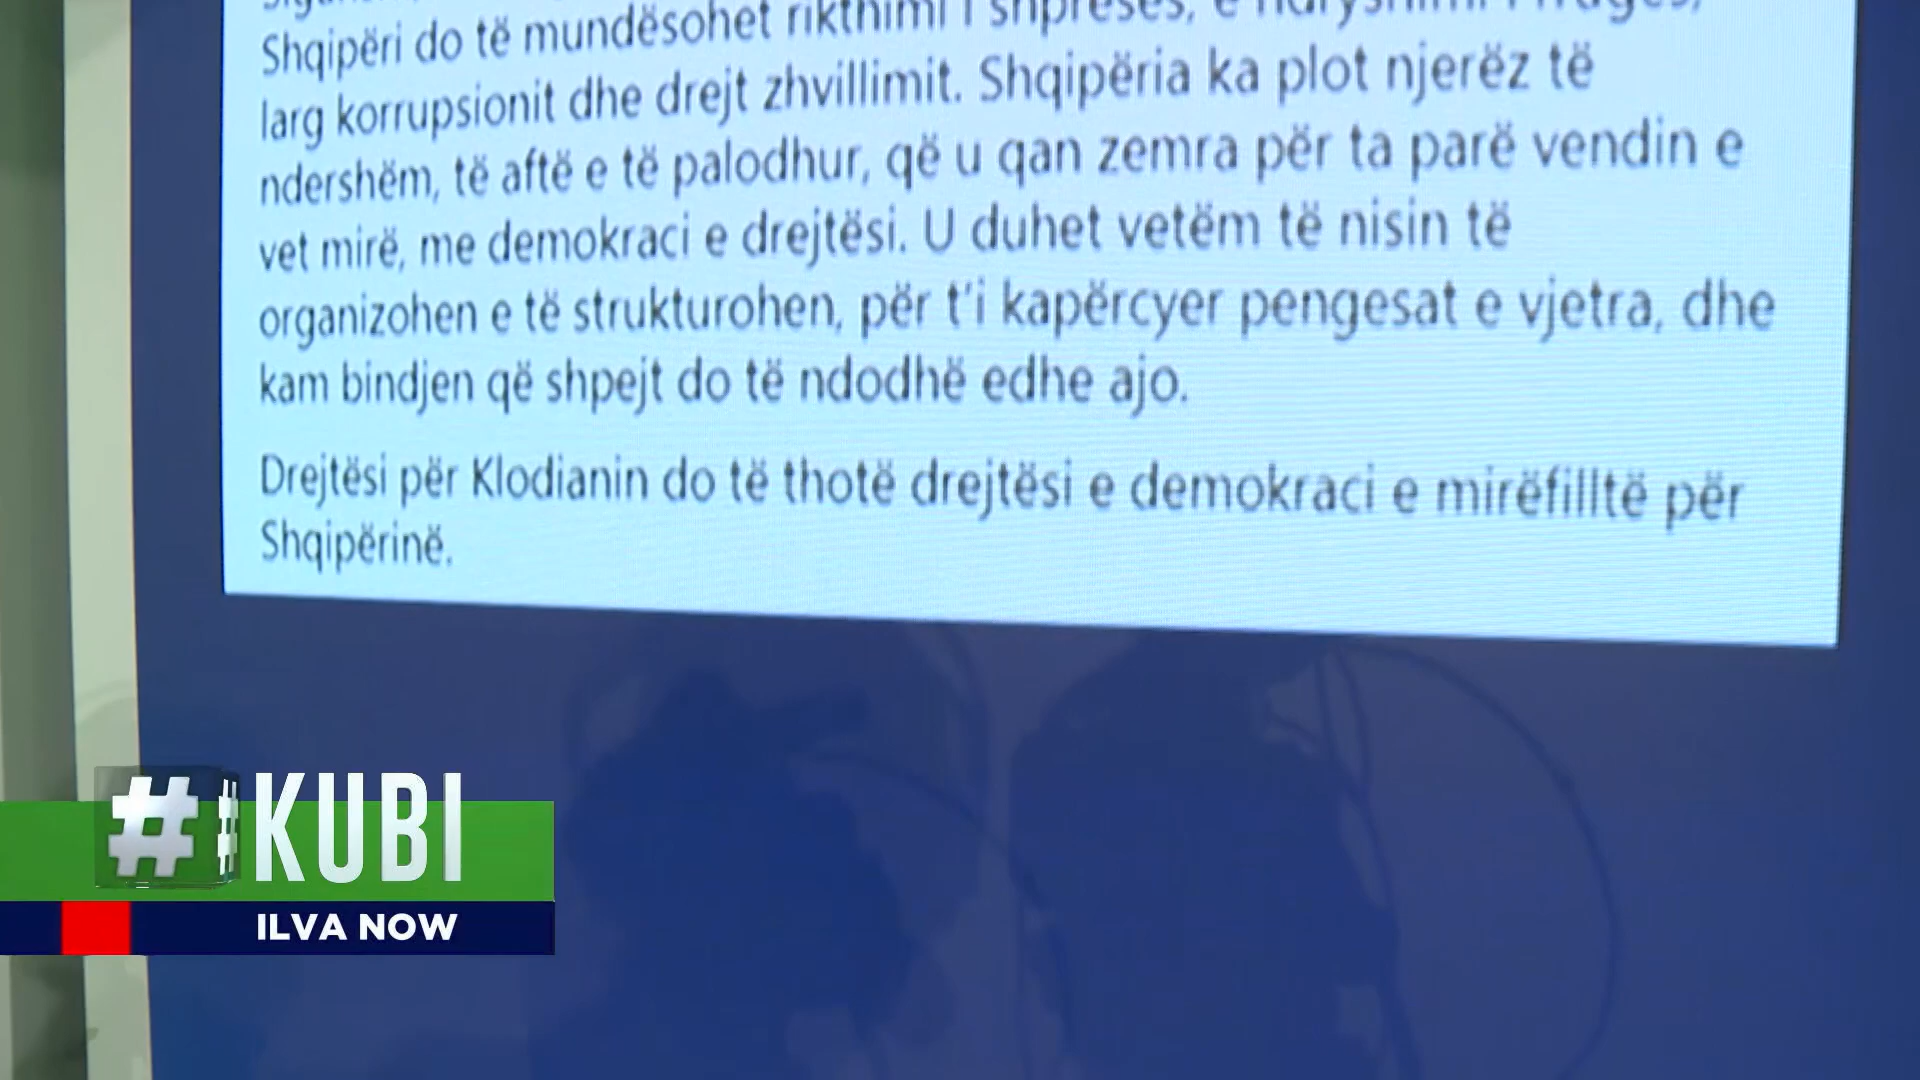 Shqipëri do të mundësohet rikthimi i shpresës, e ndryshimi i rrugës,
larg korrupsionit dhe drejt zhvillimit. Shqipëria ka plot njerëz të
ndershëm, të aftë e të palodhur, që u qan zemra për ta parë vendin e
vet mirë, me demokraci e drejtësi. U duhet vetëm të nisin të
organizohen e të strukturohen, për t'i kapërcyer pengesat e vjetra, dhe
kam bindjen që shpejt do të ndodhë edhe ajo.
Drejtësi për Klodianin do të thotë drejtësi e demokraci e mirëfilltë për
Shqipërinë.
#KUBI
ILVA NOW